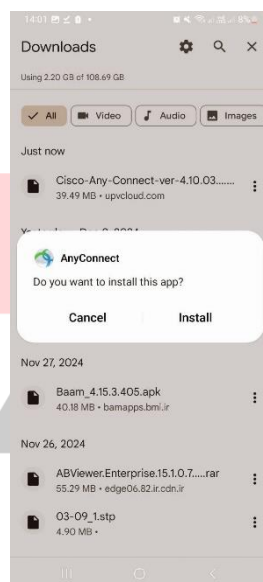 14:01
8%
Downloads
Using 2.20 GB of 108.69 GB
All
Video
Audio
Images
Just now
Cisco-Any-Connect-ver-4.10.03......
39.49 MB • upvcloud.com
AnyConnect
Do you want to install this app?
Cancel
Install
Nov 27, 2024
Baam_4.15.3.405.apk
40.18 MB • bamapps.bmi.ir
Nov 26, 2024
ABViewer.Enterprise.15.1.0.7.....rar
55.29 MB • edge06.82.ir.cdn.ir
03-09_1.stp
4.90 MB •